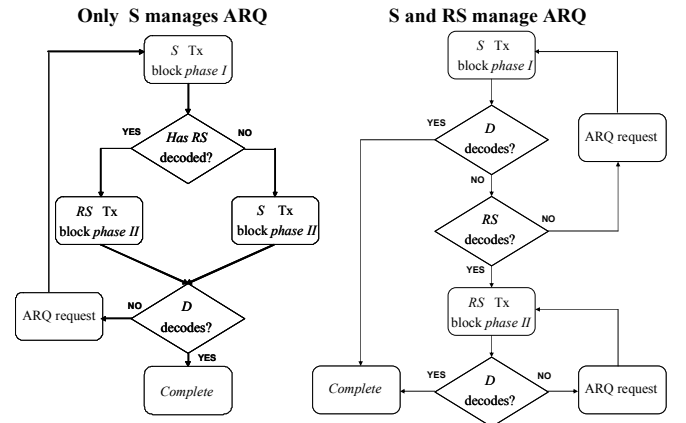 Only S manages ARQ
S Tx
block phase I
YES
Has RS
decoded?
NO
RS Tx
block phase II
S Tx
block phase II
ARQ request
NO
D
decodes?
YES
Complete
S and RS manage ARQ
S Tx
block phase I
YES
D
decodes?
ARQ request
NO
RS
decodes?
NO
YES
RS Tx
block phase II
Complete
YES
D
decodes?
NO
ARQ request